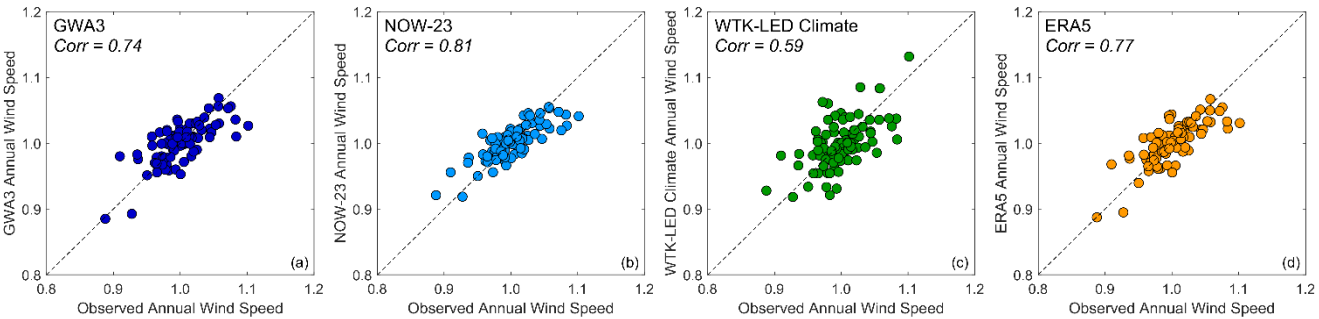 GWA3
Corr = 0.74
GWA3 Annual Wind Speed
1.2
1.1
1.0
0.9
0.8
0.8 0.9 1.0 1.1 1.2
Observed Annual Wind Speed
(a)
NOW-23
Corr = 0.81
NOW-23 Annual Wind Speed
1.2
1.1
1.0
0.9
0.8
0.8 0.9 1.0 1.1 1.2
Observed Annual Wind Speed
(b)
WTK-LED Climate
Corr = 0.59
WTK-LED Climate Annual Wind Speed
1.2
1.1
1.0
0.9
0.8
0.8 0.9 1.0 1.1 1.2
Observed Annual Wind Speed
(c)
ERA5
Corr = 0.77
ERA5 Annual Wind Speed
1.2
1.1
1.0
0.9
0.8
0.8 0.9 1.0 1.1 1.2
Observed Annual Wind Speed
(d)